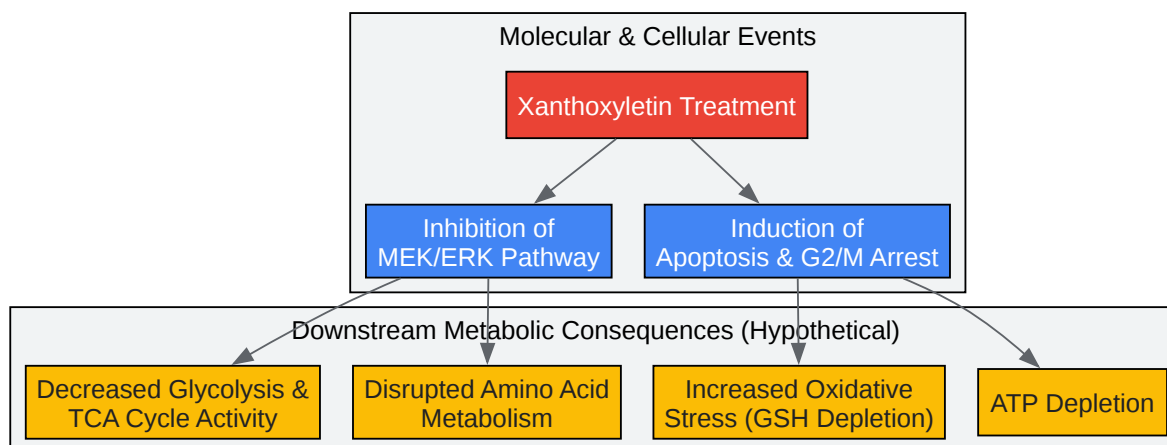 Molecular & Cellular Events
Xanthoxyletin Treatment
Inhibition of
MEK/ERK Pathway
Induction of
Apoptosis & G2/M Arrest
Downstream Metabolic Consequences (Hypothetical)
Decreased Glycolysis &
TCA Cycle Activity
Disrupted Amino Acid
Metabolism
Increased Oxidative
Stress (GSH Depletion)
ATP Depletion